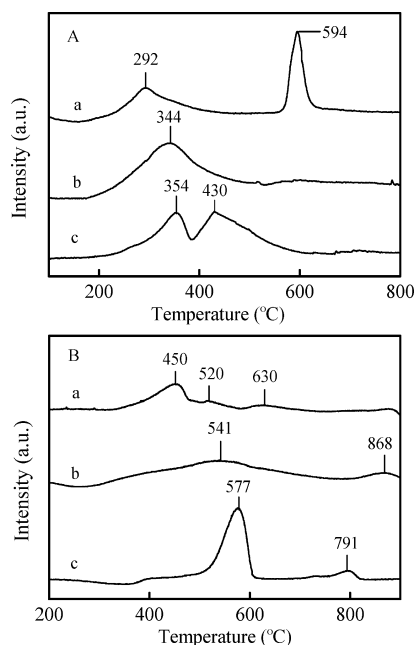 A
594
292
a
344
b
354 430
c
Intensity (a.u.)
200 400 600 800
Temperature (°C)
B
450
520
630
a
541
868
b
577
791
c
Intensity (a.u.)
200 400 600 800
Temperature (°C)